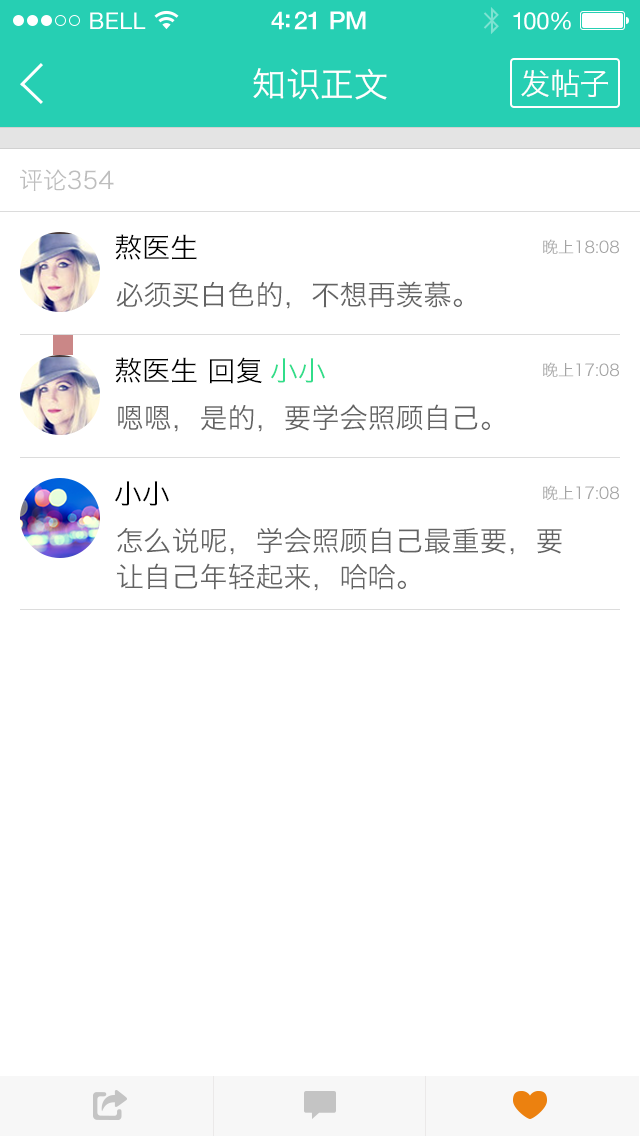 BELL 4:21 PM 100%
知识正文 发帖子
评论354
熬医生 晚上18:08
必须买白色的，不想再羡慕。
熬医生 回复 小小 晚上17:08
嗯嗯，是的，要学会照顾自己。
小小 晚上17:08
怎么说呢，学会照顾自己最重要，要
让自己年轻起来，哈哈。